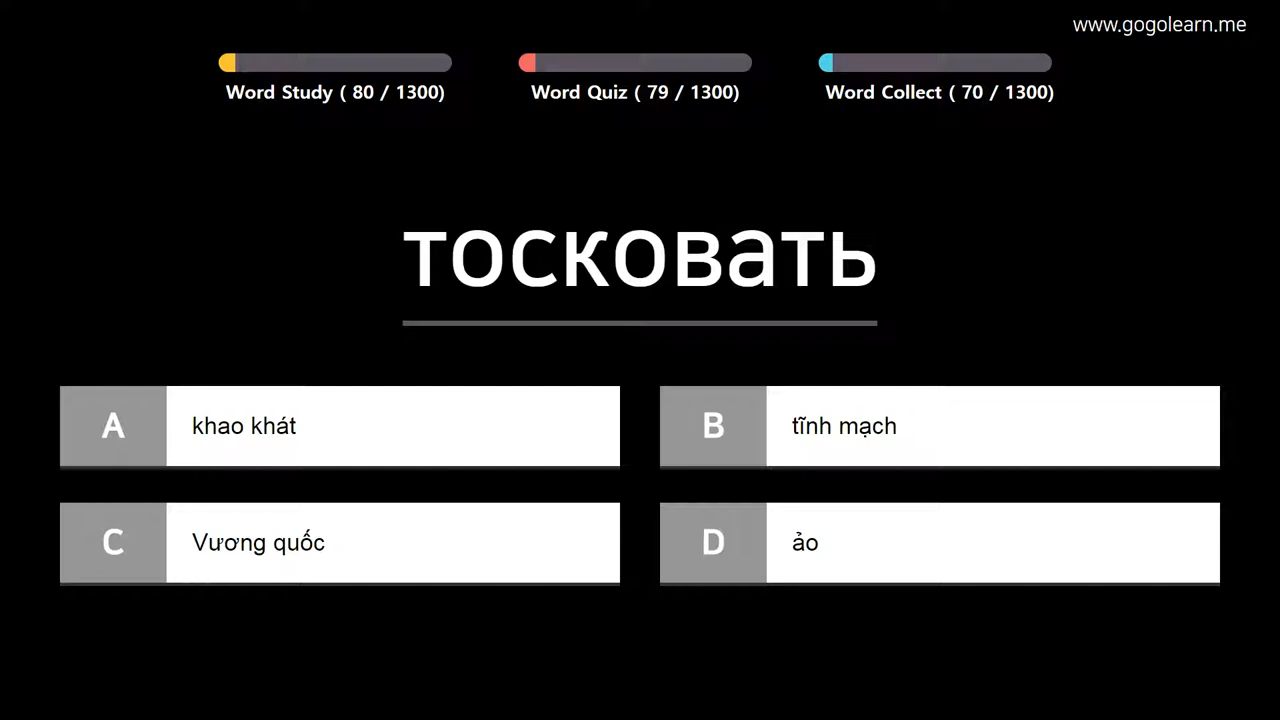 www.gogolearn.me
Word Study ( 80 / 1300)
Word Quiz ( 79 / 1300)
Word Collect ( 70 / 1300)
тосковать
A khao khát
B tĩnh mạch
C Vương quốc
D ảo